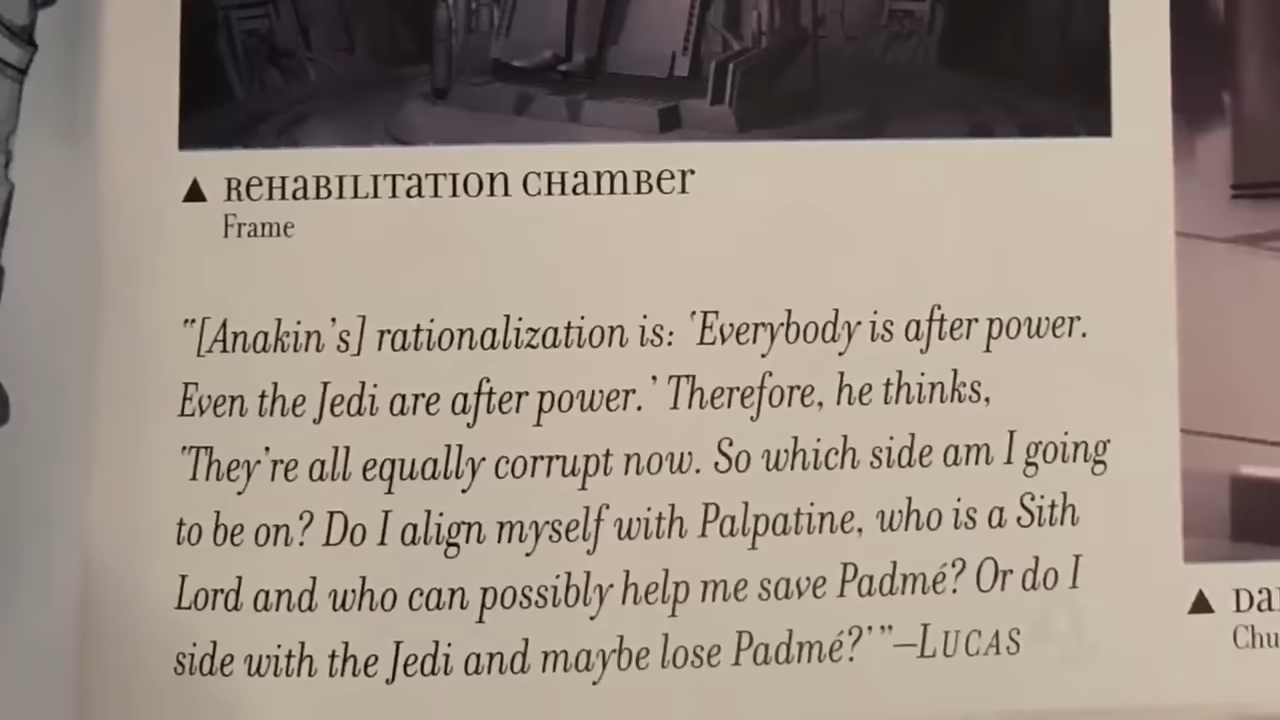 ▲ REHABILITATION CHAMBER
Frame
"[Anakin's] rationalization is: 'Everybody is after power.
Even the Jedi are after power.' Therefore, he thinks,
'They're all equally corrupt now. So which side am I going
to be on? Do I align myself with Palpatine, who is a Sith
Lord and who can possibly help me save Padmé? Or do I
side with the Jedi and maybe lose Padmé?'"—LUCAS